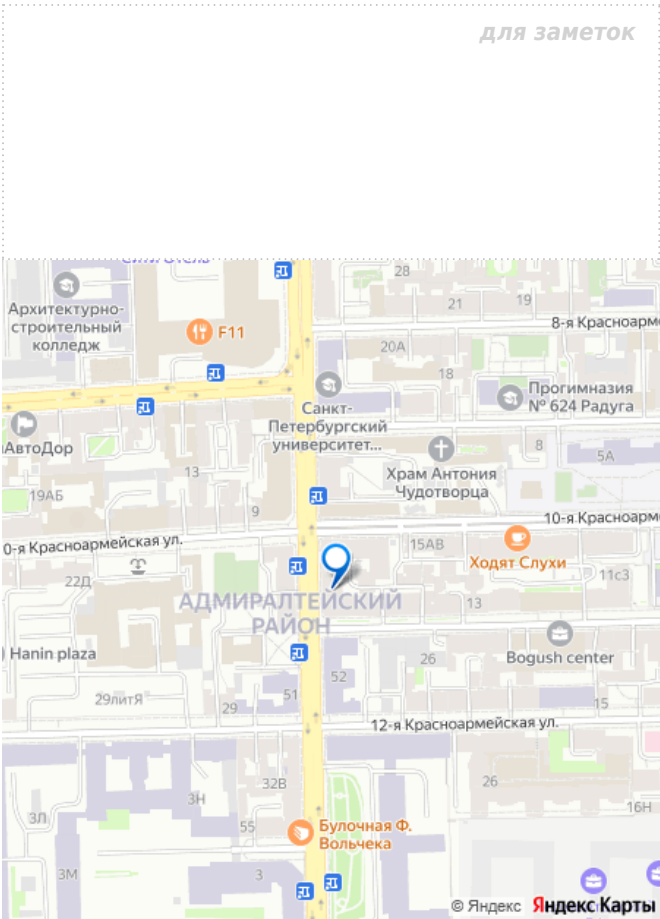 для заметок
28
21
19
8-я Красноарм
Архитектурно-
строительный
колледж
F11
20А
18
Санкт-
Петербургский
университет...
Прогимназия
№ 624 Радуга
АвтоДор
8
5А
Храм Антония
Чудотворца
13
19АБ
9
10-я Красноарм
0-я Красноармейская ул.
15АВ
Ходят Слухи
11с3
22Д
АДМИРАЛТЕЙСКИЙ
РАЙОН
13
Hanin plaza
26
Bogush center
52
51
29литЯ
29
15
12-я Красноармейская ул.
32В
26
3Н
16Н
3Л
55
Булочная Ф.
Вольчека
3М
3
© Яндекс Яндекс Карты